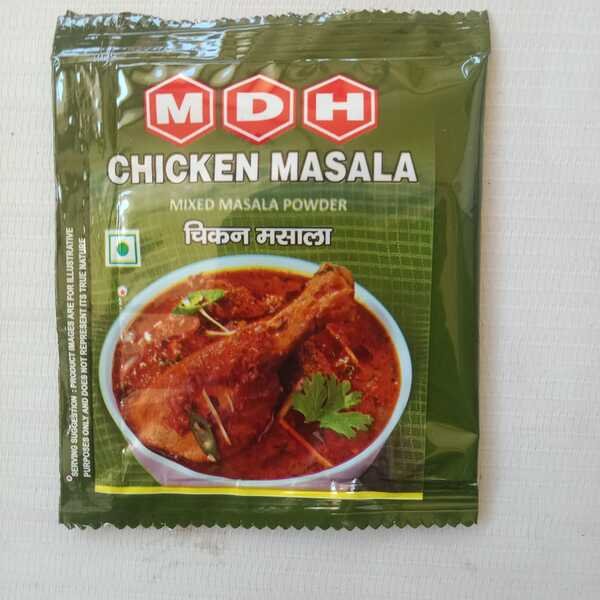 MDH
CHICKEN MASALA
MIXED MASALA POWDER
चिकन मसाला
SERVING SUGGESTION : PRODUCT IMAGES ARE FOR ILLUSTRATIVE
PURPOSES ONLY AND DOES NOT REPRESENT ITS TRUE NATURE